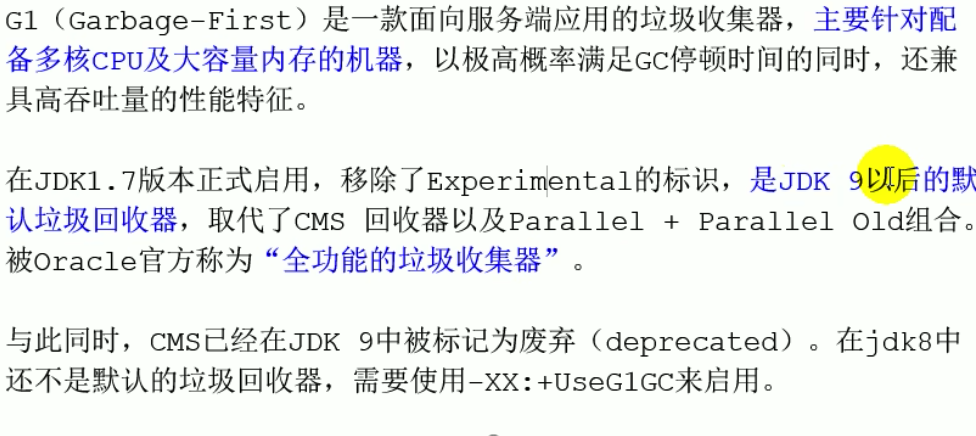 G1（Garbage-First）是一款面向服务端应用的垃圾收集器，主要针对配
备多核CPU及大容量内存的机器，以极高概率满足GC停顿时间的同时，还兼
具高吞吐量的性能特征。
在JDK1.7版本正式启用，移除了Experimental的标识，是JDK 9以后的默
认垃圾回收器，取代了CMS 回收器以及Parallel + Parallel Old组合。
被Oracle官方称为“全功能的垃圾收集器”。
与此同时，CMS已经在JDK 9中被标记为废弃（deprecated）。在jdk8中
还不是默认的垃圾回收器，需要使用-XX:+UseG1GC来启用。